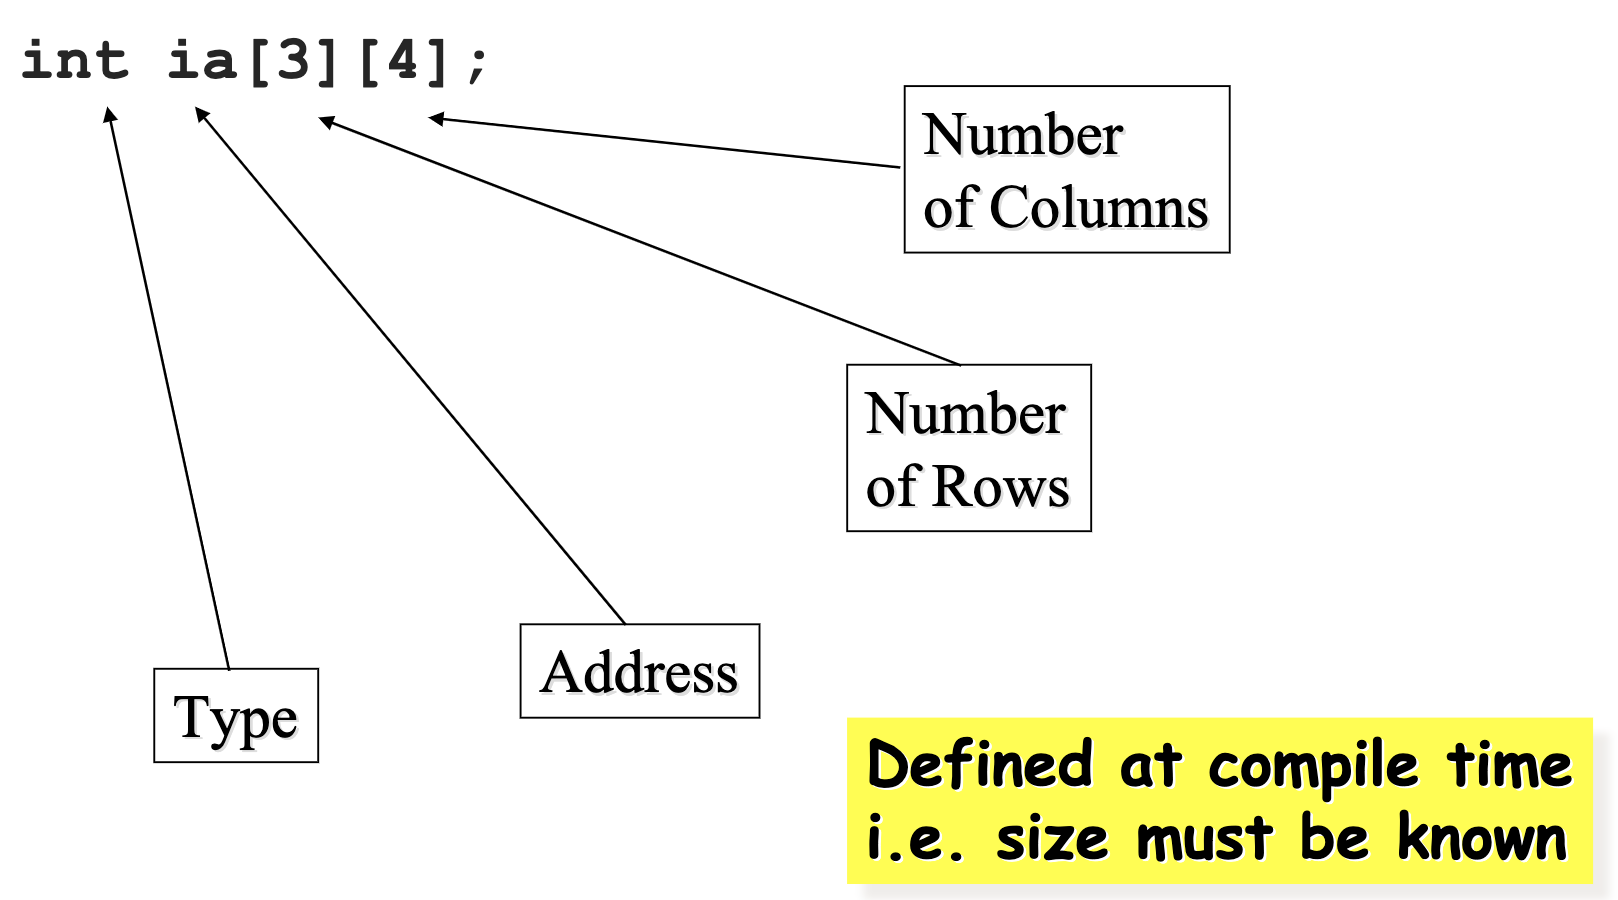 int ia[3][4];
Number
of Columns
Number
of Rows
Address
Type
Defined at compile time
i.e. size must be known